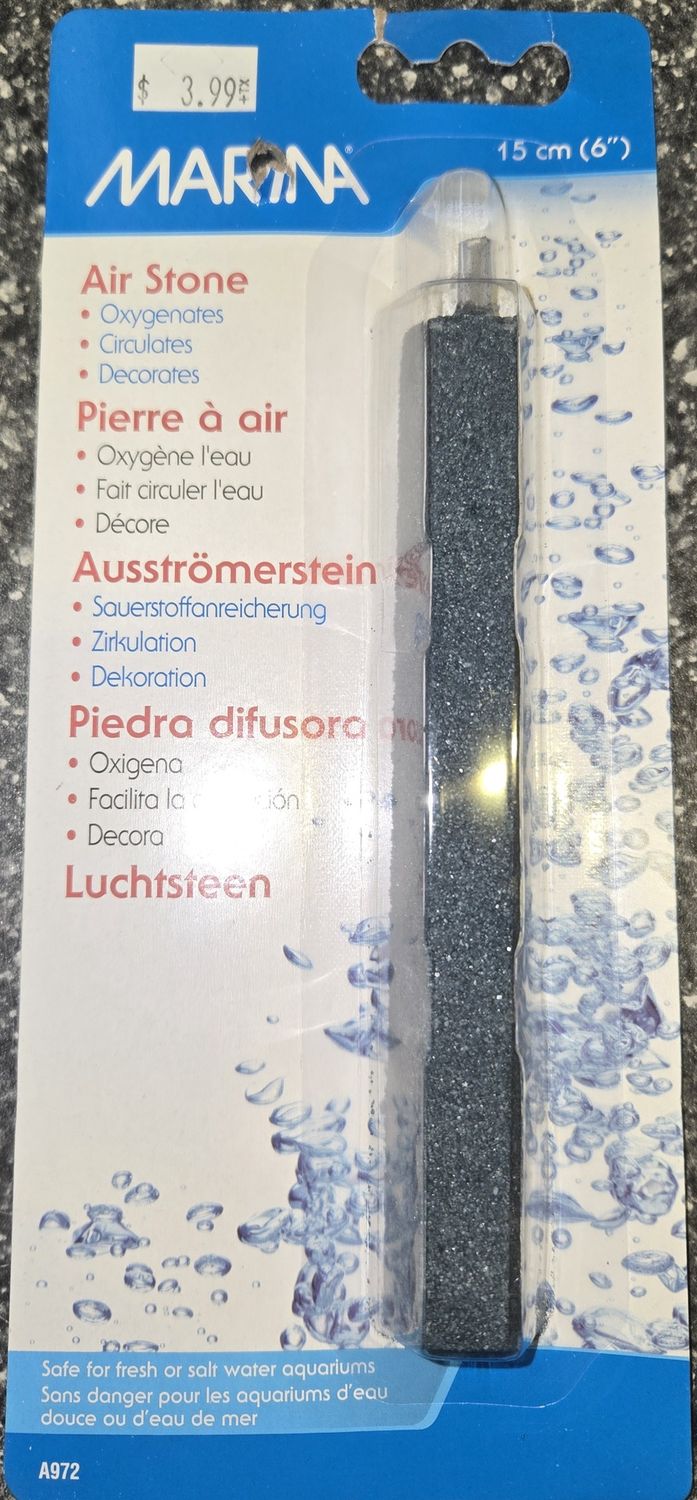 $ 3.99+TX
MARINA®
15 cm (6")
Air Stone
• Oxygenates
• Circulates
• Decorates
Pierre à air
• Oxygène l'eau
• Fait circuler l'eau
• Décore
Ausströmerstein
• Sauerstoffanreicherung
• Zirkulation
• Dekoration
Piedra difusora
• Oxigena
• Facilita la
• Decora
Luchtsteen
Safe for fresh or salt water aquariums
Sans danger pour les aquariums d'eau
douce ou d'eau de mer
A972